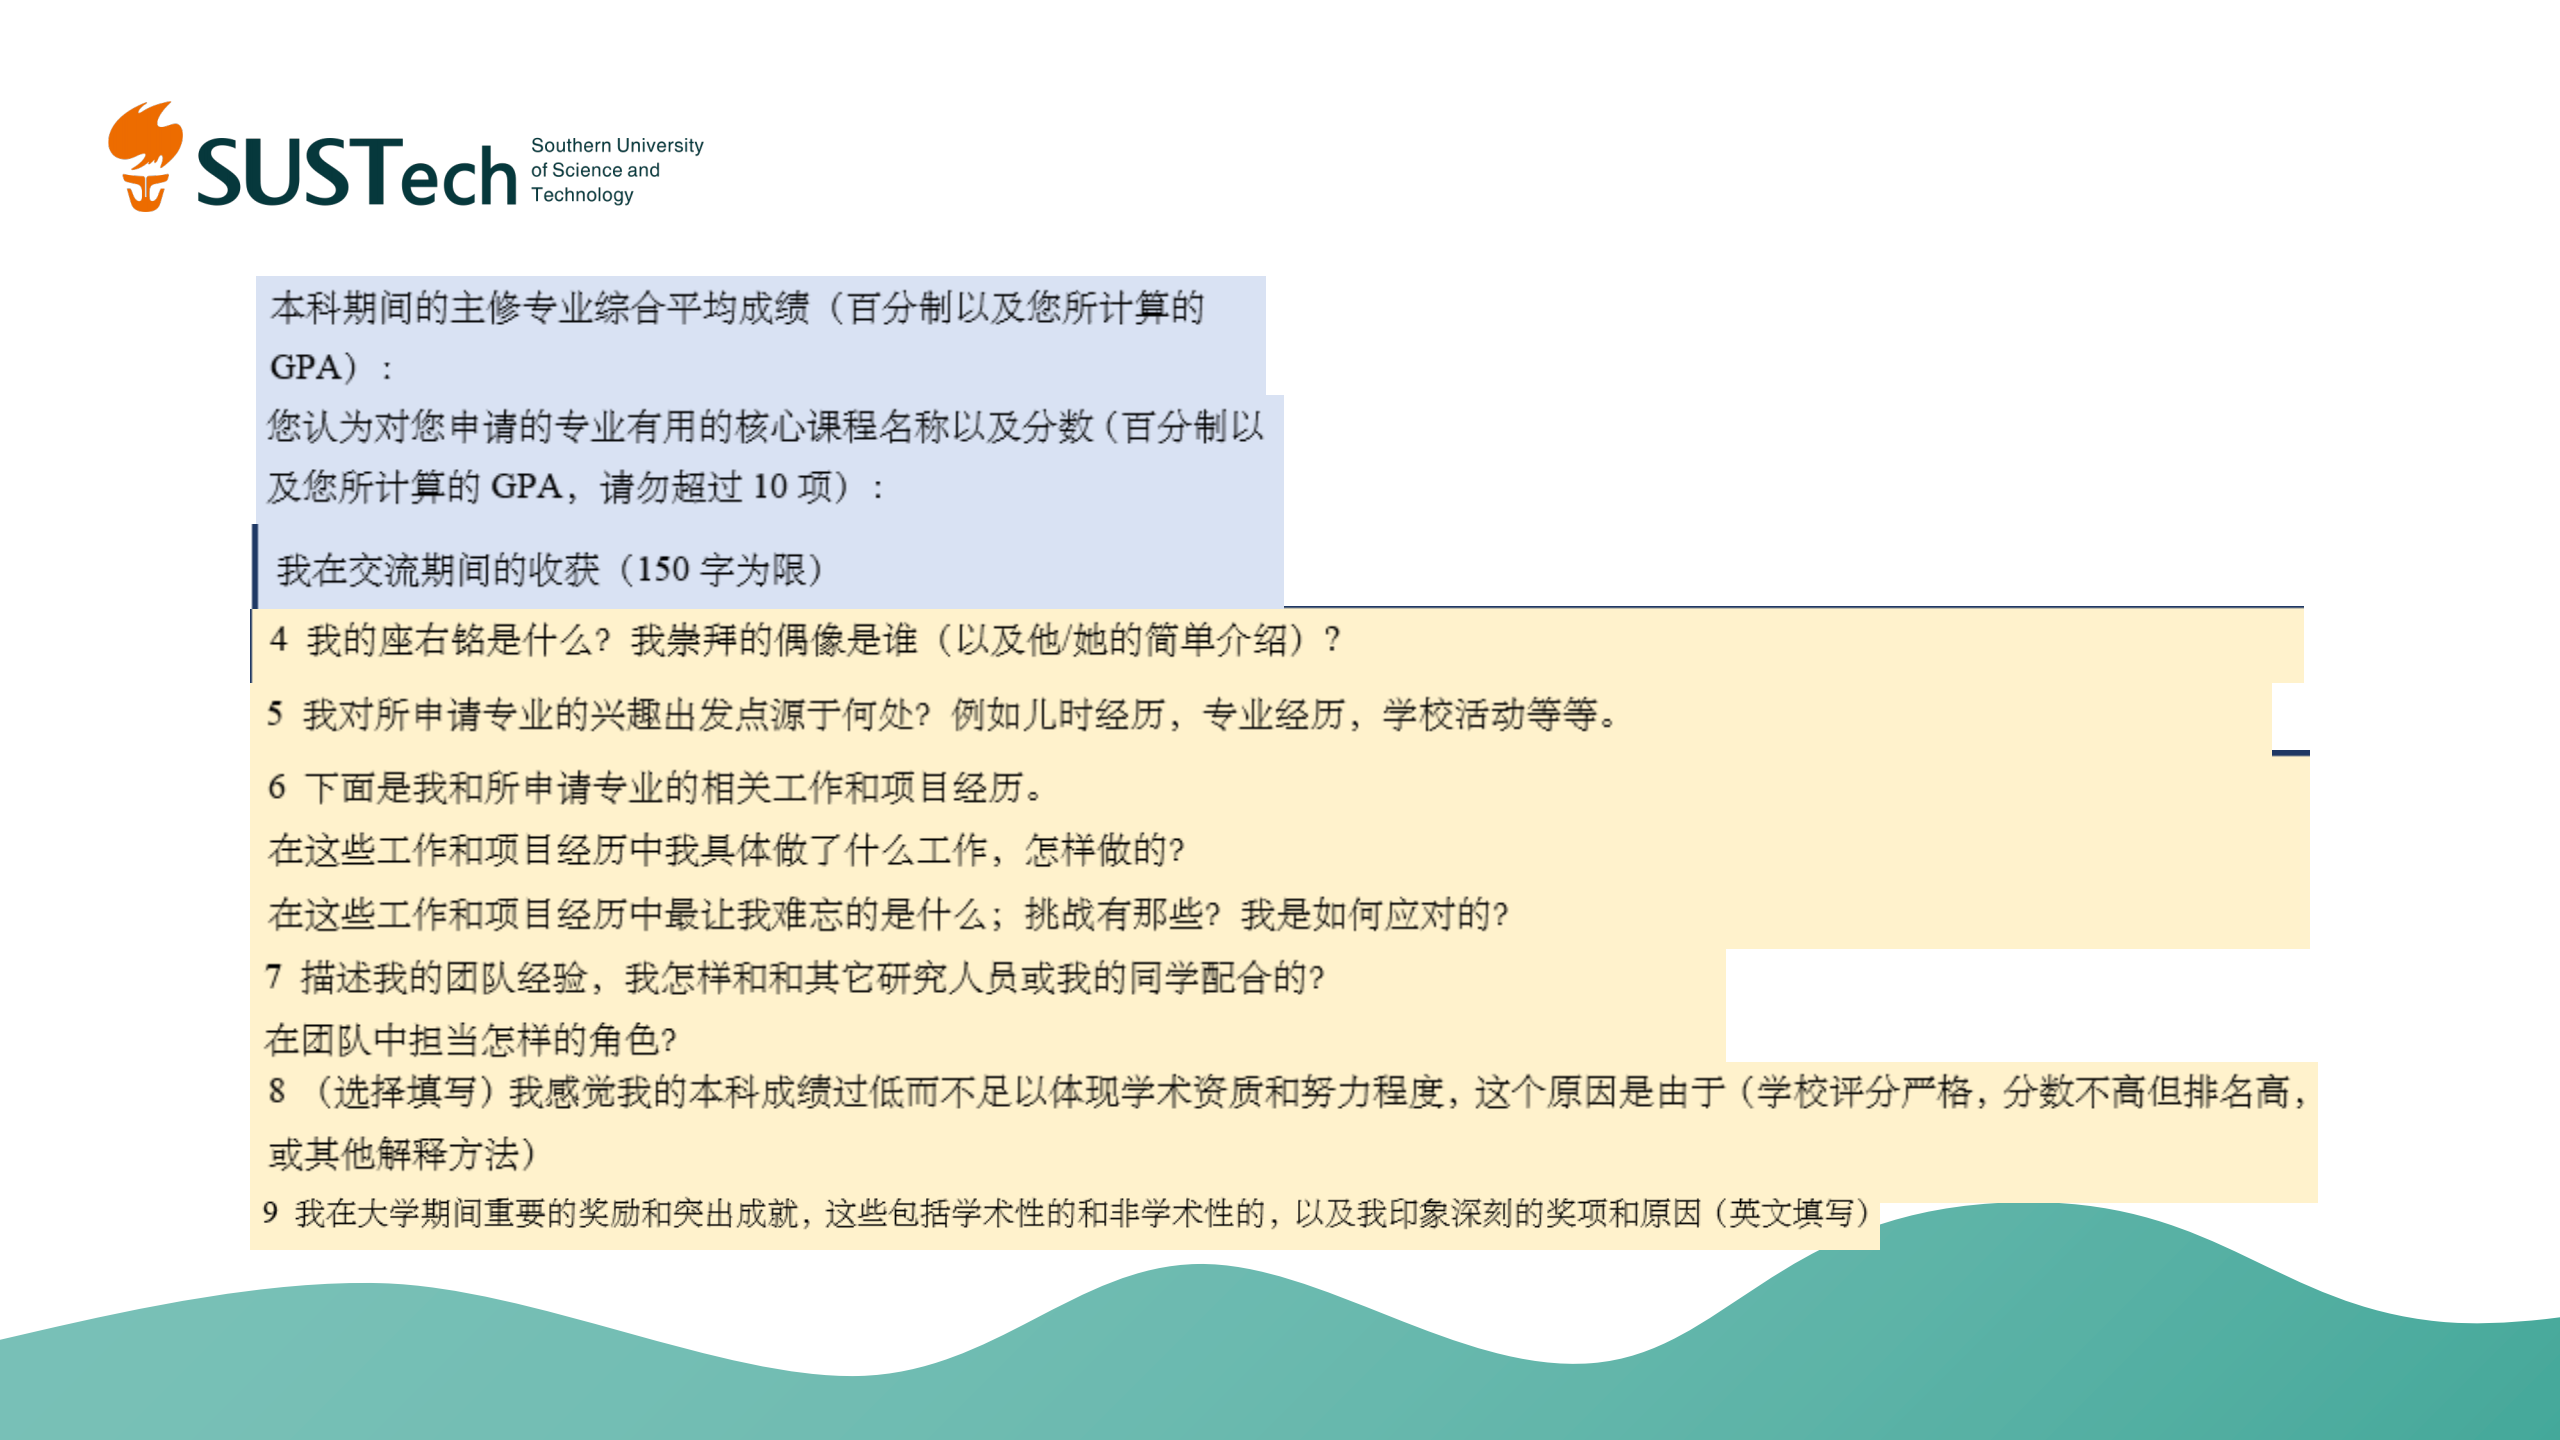 SUSTech
Southern University
of Science and
Technology
本科期间的主修专业综合平均成绩（百分制以及您所计算的
GPA）：
您认为对您申请的专业有用的核心课程名称以及分数（百分制以
及您所计算的 GPA，请勿超过 10 项）：
我在交流期间的收获（150 字为限）
4 我的座右铭是什么？我崇拜的偶像是谁（以及他/她的简单介绍）？
5 我对所申请专业的兴趣出发点源于何处？例如儿时经历，专业经历，学校活动等等。
6 下面是我和所申请专业的相关工作和项目经历。
在这些工作和项目经历中我具体做了什么工作，怎样做的？
在这些工作和项目经历中最让我难忘的是什么；挑战有那些？我是如何应对的？
7 描述我的团队经验，我怎样和和其它研究人员或我的同学配合的？
在团队中担当怎样的角色？
8 （选择填写）我感觉我的本科成绩过低而不足以体现学术资质和努力程度，这个原因是由于（学校评分严格，分数不高但排名高，
或其他解释方法）
9 我在大学期间重要的奖励和突出成就，这些包括学术性的和非学术性的，以及我印象深刻的奖项和原因（英文填写）